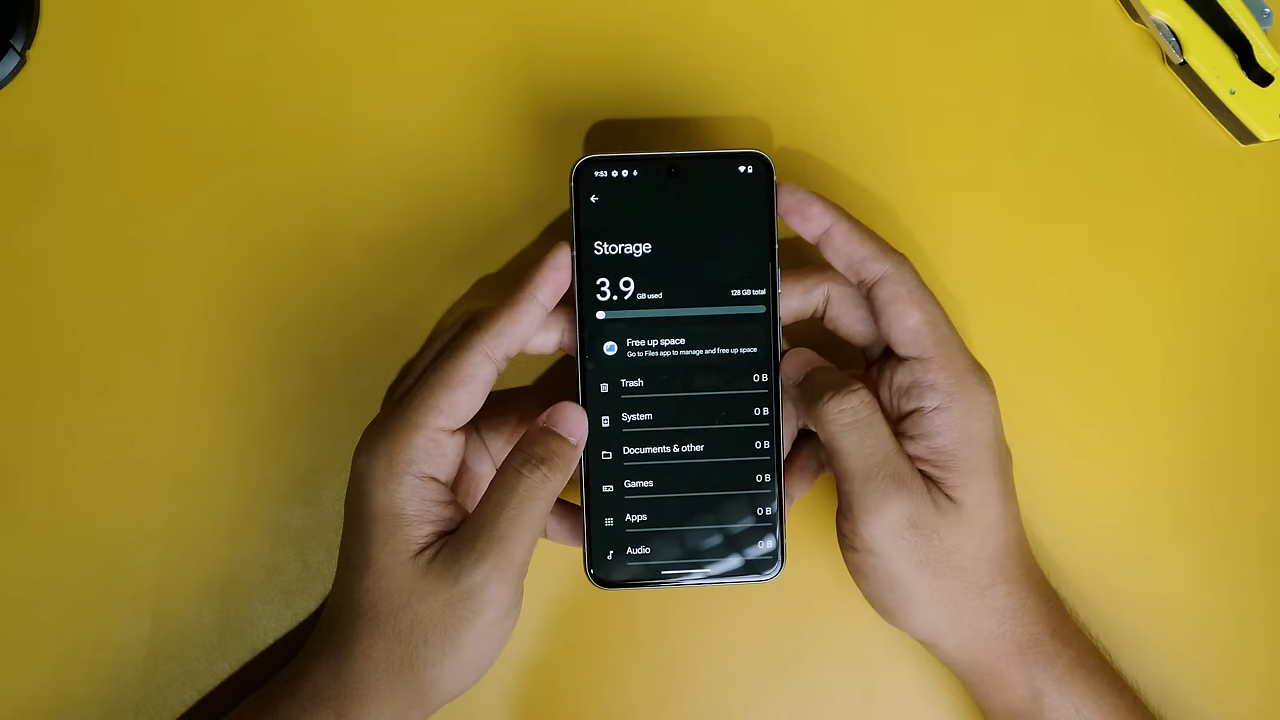 9:53
Storage
3.9 GB used 128 GB total
Free up space
Go to Files app to manage and free up space
Trash 0 B
System 0 B
Documents & other 0 B
Games 0 B
Apps 0 B
Audio 0 B